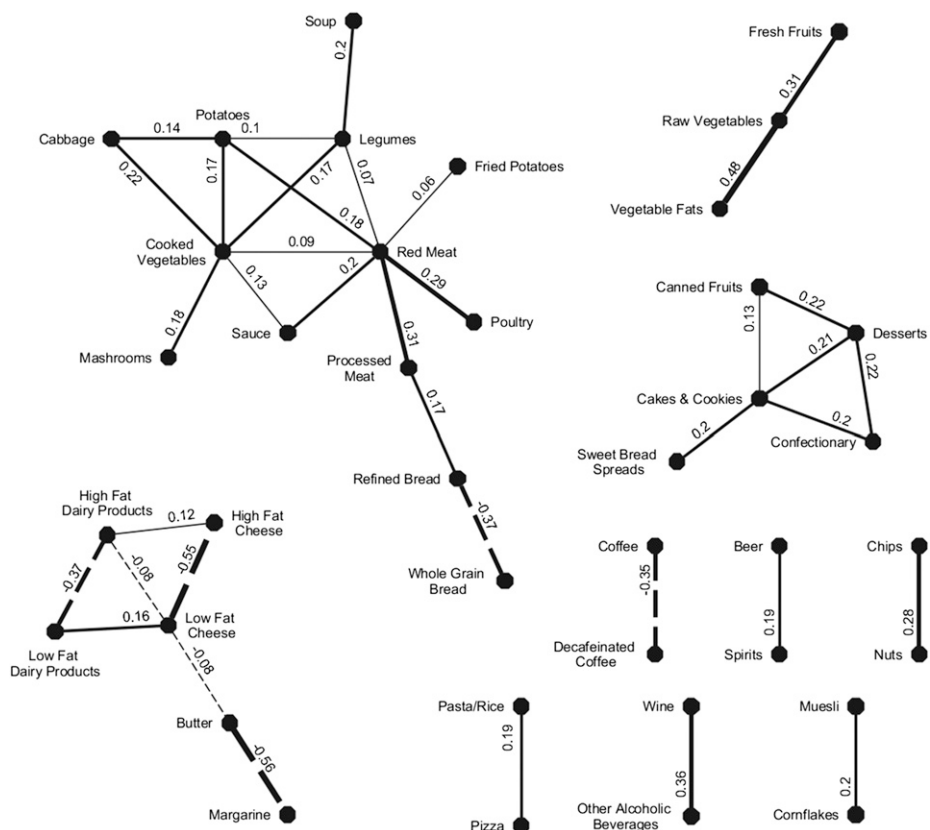 Soup
0.2
Fresh Fruits
0.31
Raw Vegetables
0.48
Vegetable Fats
Potatoes
Cabbage
0.14
0.1
Legumes
0.22
0.17
0.17
0.07
Fried Potatoes
0.06
0.18
Cooked
Vegetables
0.09
Red Meat
0.13
0.2
0.29
0.18
Sauce
Poultry
Mashrooms
0.31
Processed
Meat
0.17
Refined Bread
-0.37
Whole Grain
Bread
Canned Fruits
0.22
0.13
Desserts
0.21
0.22
Cakes & Cookies
0.2
0.2
Confectionary
Sweet Bread
Spreads
High Fat
Dairy Products
0.12
High Fat
Cheese
-0.37
-0.08
-0.55
0.16
Low Fat
Cheese
Low Fat
Dairy Products
-0.08
Butter
-0.56
Margarine
Coffee
-0.35
Decafeinated
Coffee
Beer
0.19
Spirits
Chips
0.28
Nuts
Pasta/Rice
0.19
Pizza
Wine
0.36
Other Alcoholic
Beverages
Muesli
0.2
Cornflakes